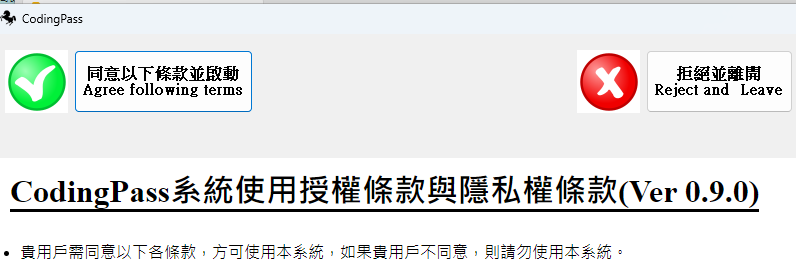 CodingPass
同意以下條款並啟動
Agree following terms
拒絕並離開
Reject and Leave
CodingPass系統使用授權條款與隱私權條款(Ver 0.9.0)
• 貴用戶需同意以下各條款，方可使用本系統，如果貴用戶不同意，則請勿使用本系統。